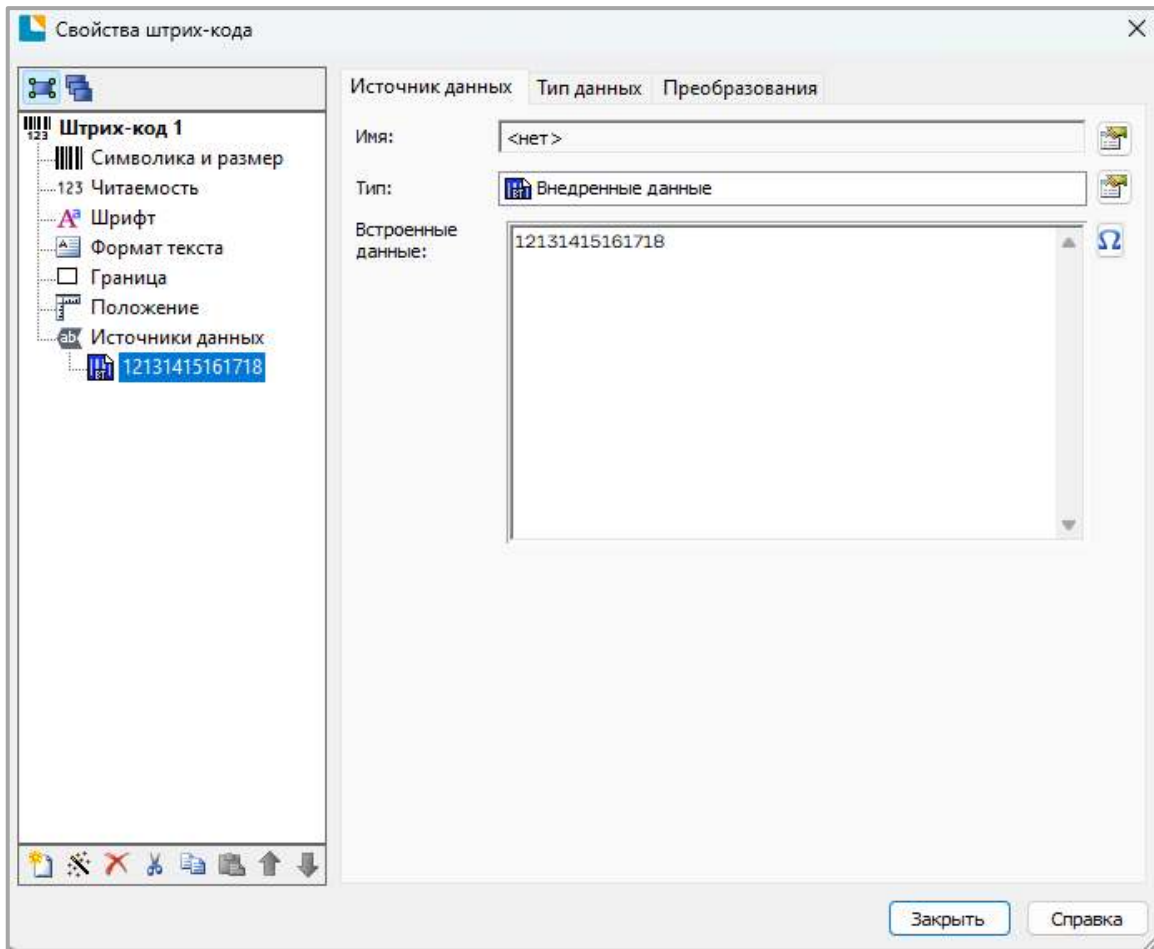 Свойства штрих-кода
Штрих-код 1
Символика и размер
123 Читаемость
Шрифт
Формат текста
Граница
Положение
Источники данных
12131415161718
Источник данных Тип данных Преобразования
Имя: <нет>
Тип: Внедренные данные
Встроенные
данные:
12131415161718
Закрыть Справка